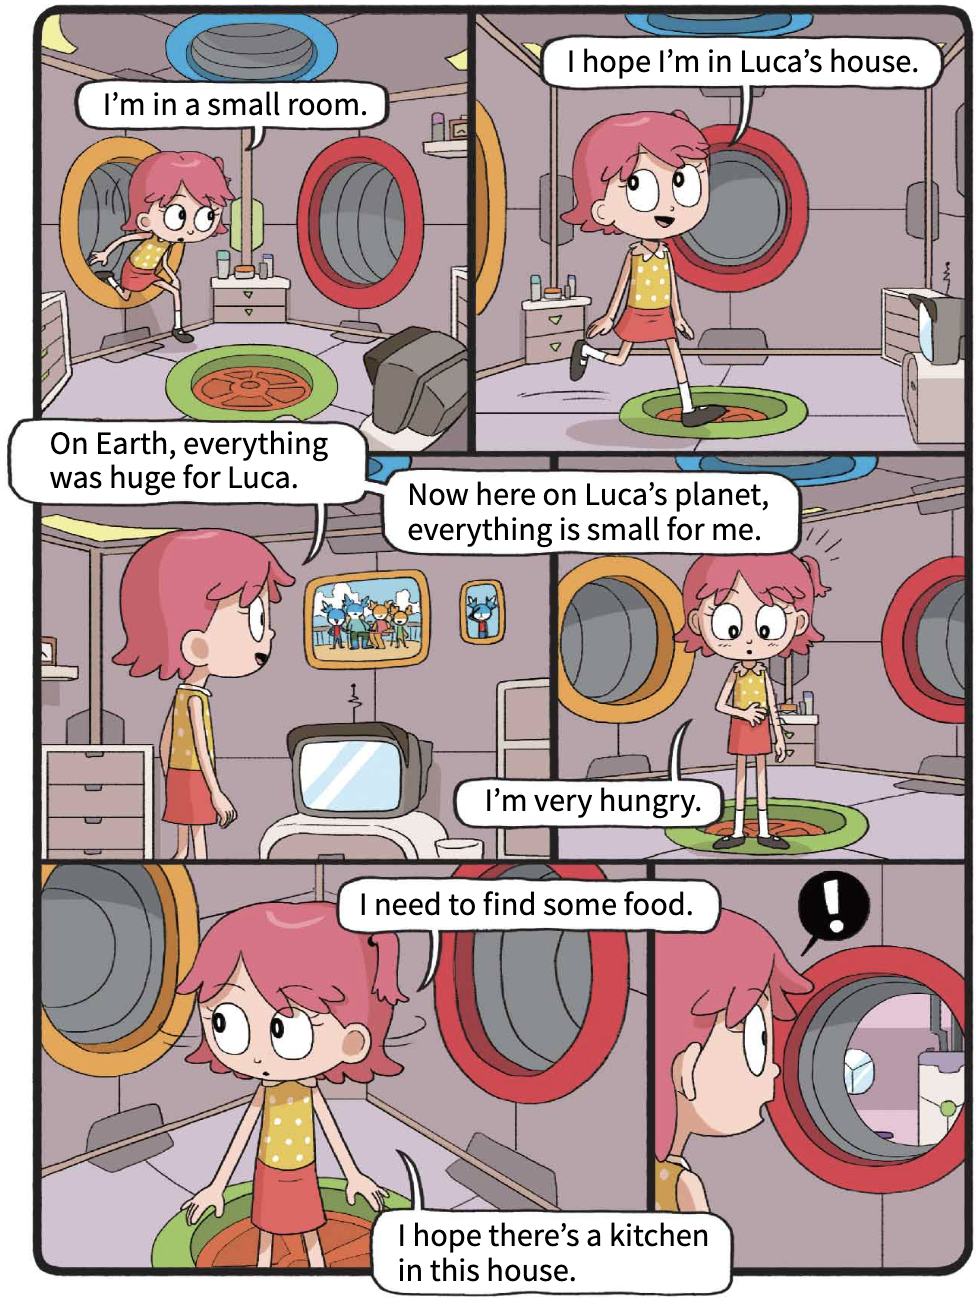 I'm in a small room.
I hope I'm in Luca's house.
On Earth, everything
was huge for Luca.
Now here on Luca's planet,
everything is small for me.
I'm very hungry.
I need to find some food.
!
I hope there's a kitchen
in this house.